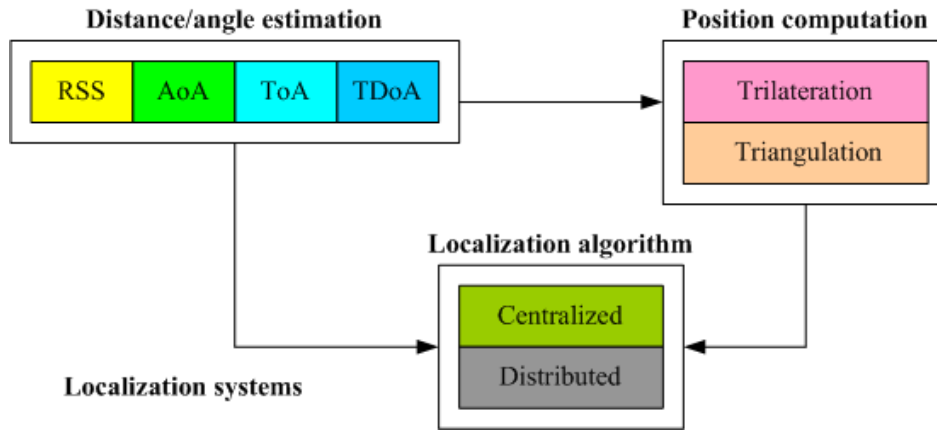 Distance/angle estimation
RSS
AoA
ToA
TDoA
Position computation
Trilateration
Triangulation
Localization algorithm
Centralized
Distributed
Localization systems